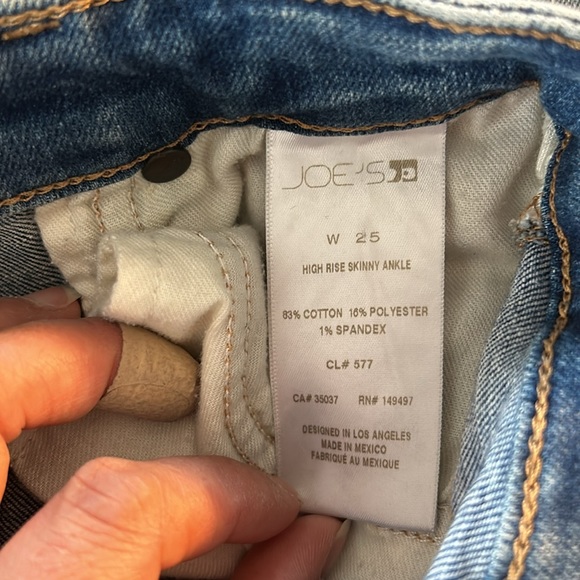 JOE'S
W 25
HIGH RISE SKINNY ANKLE
83% COTTON 16% POLYESTER
1% SPANDEX
CL# 577
CA# 35037 RN# 149497
DESIGNED IN LOS ANGELES
MADE IN MEXICO
FABRIQUÉ AU MEXIQUE